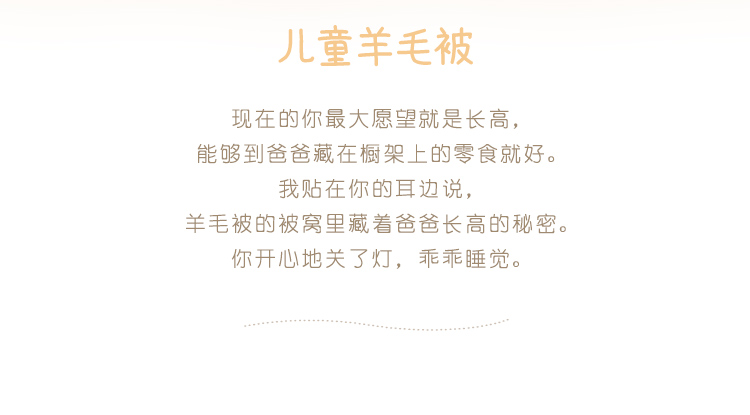 儿童羊毛被
现在的你最大愿望就是长高，
能够到爸爸藏在橱架上的零食就好。
我贴在你的耳边说，
羊毛被的被窝里藏着爸爸长高的秘密。
你开心地关了灯，乖乖睡觉。